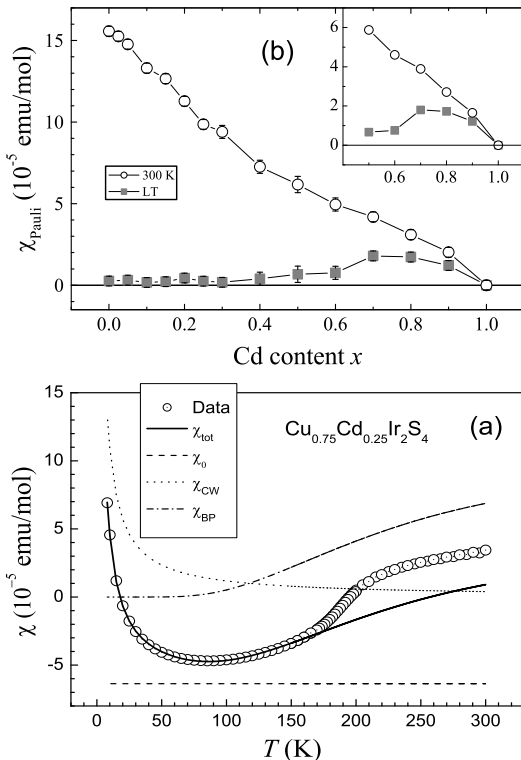 (b)
15
10
5
0
χPauli (10-5 emu/mol)
300 K
LT
6
4
2
0
0.6 0.8 1.0
0.0 0.2 0.4 0.6 0.8 1.0
Cd content x
(a)
Cu0.75Cd0.25Ir2S4
Data
χtot
χ0
χCW
χBP
15
10
5
0
-5
-10
χ (10-5 emu/mol)
0 50 100 150 200 250 300
T (K)